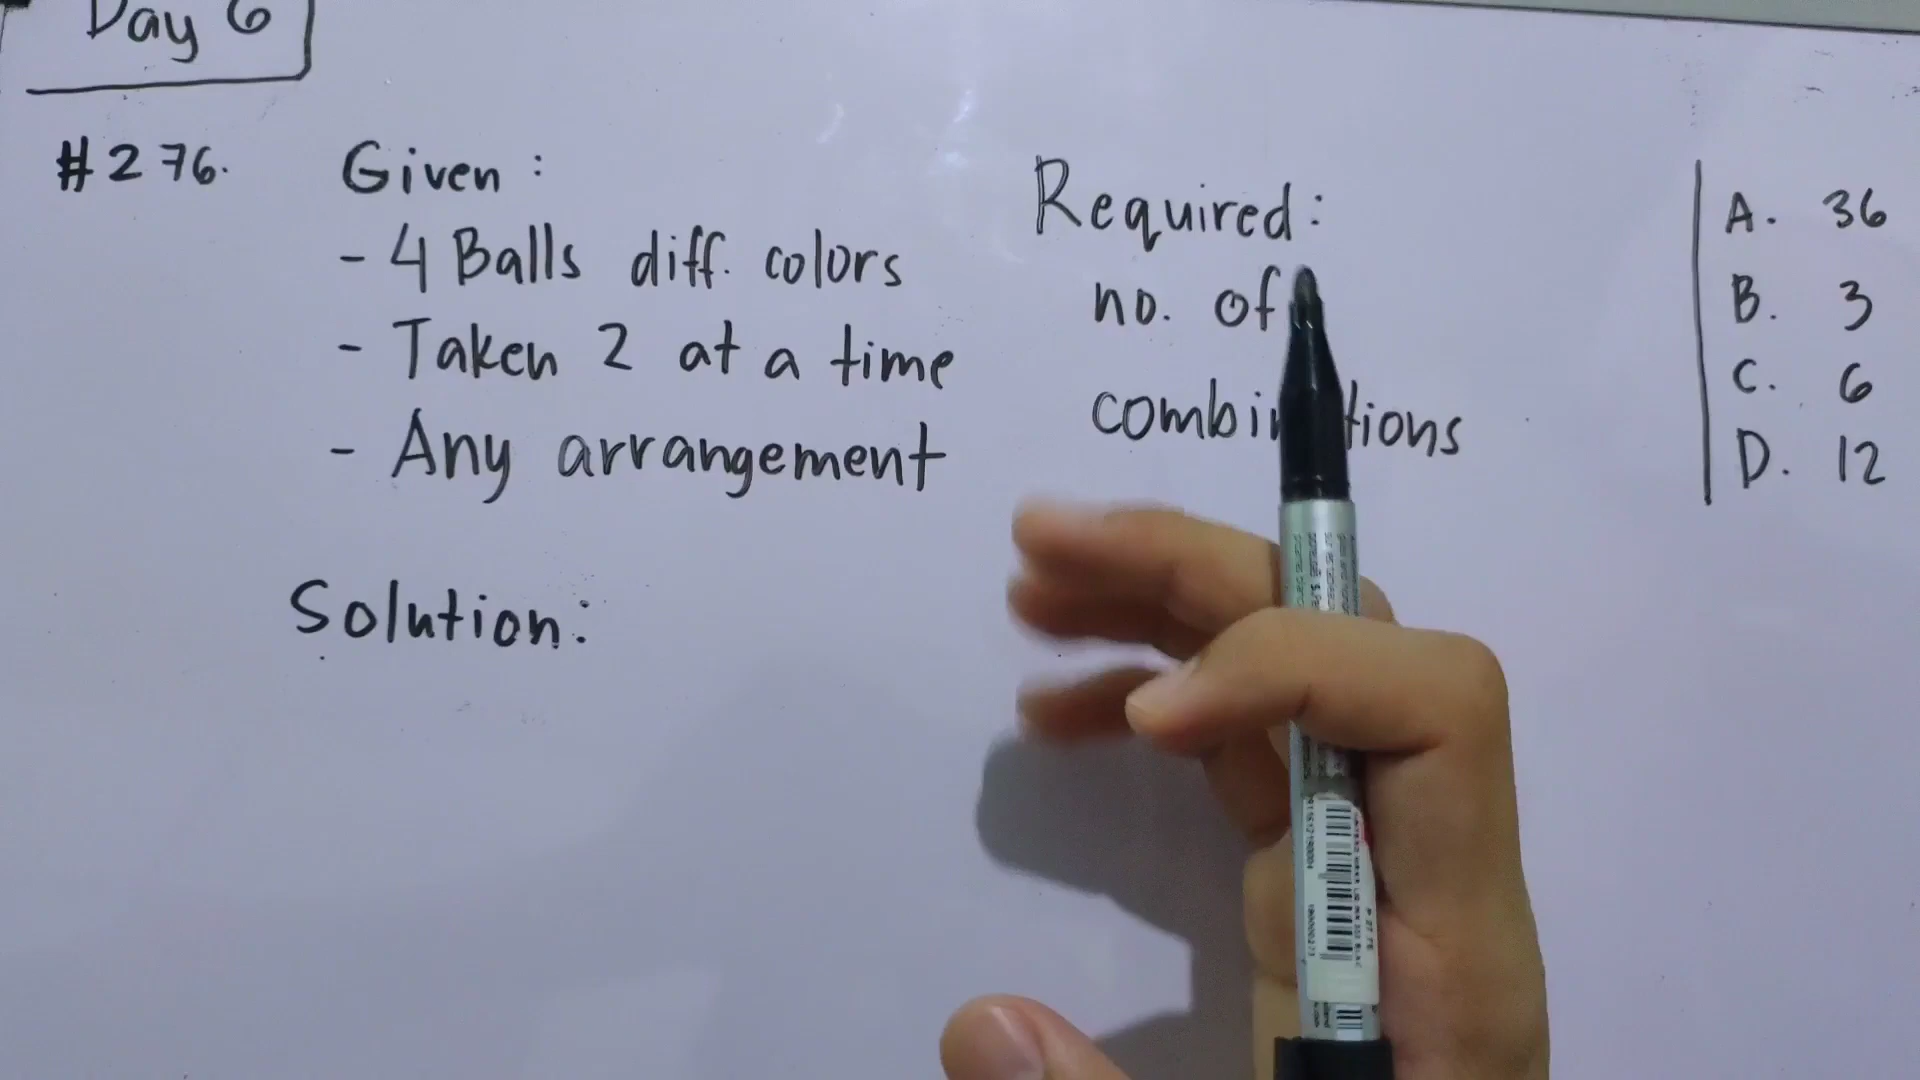 Day 6
#276.
Given:
- 4 Balls diff. colors
- Taken 2 at a time
- Any arrangement
Required:
no. of
combinations
A. 36
B. 3
C. 6
D. 12
Solution: